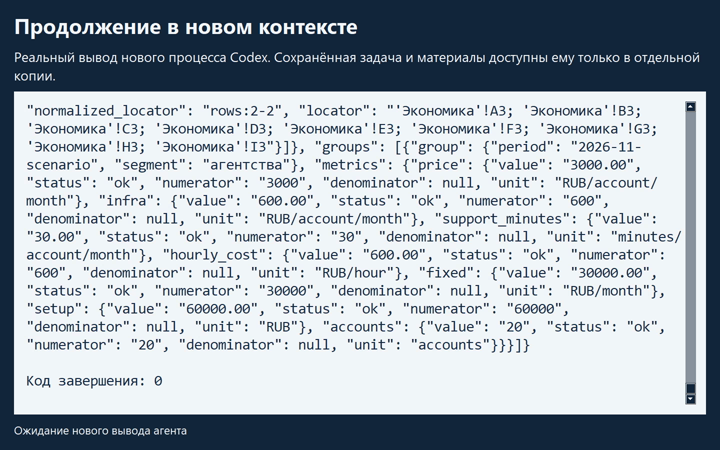 Продолжение в новом контексте
Реальный вывод нового процесса Codex. Сохранённая задача и материалы доступны ему только в отдельной
копии.
"normalized_locator": "rows:2-2", "locator": "'Экономика'!A3; 'Экономика'!B3;
'Экономика'!C3; 'Экономика'!D3; 'Экономика'!E3; 'Экономика'!F3; 'Экономика'!G3;
'Экономика'!H3; 'Экономика'!I3"}]}, "groups": [{"group": {"period": "2026-11-
scenario", "segment": "агентства"}, "metrics": {"price": {"value": "3000.00",
"status": "ok", "numerator": "3000", "denominator": null, "unit": "RUB/account/
month"}, "infra": {"value": "600.00", "status": "ok", "numerator": "600",
"denominator": null, "unit": "RUB/account/month"}, "support_minutes": {"value":
"30.00", "status": "ok", "numerator": "30", "denominator": null, "unit": "minutes/
account/month"}, "hourly_cost": {"value": "600.00", "status": "ok", "numerator":
"600", "denominator": null, "unit": "RUB/hour"}, "fixed": {"value": "30000.00",
"status": "ok", "numerator": "30000", "denominator": null, "unit": "RUB/month"},
"setup": {"value": "60000.00", "status": "ok", "numerator": "60000",
"denominator": null, "unit": "RUB"}, "accounts": {"value": "20", "status": "ok",
"numerator": "20", "denominator": null, "unit": "accounts"}}}]}
Код завершения: 0
Ожидание нового вывода агента